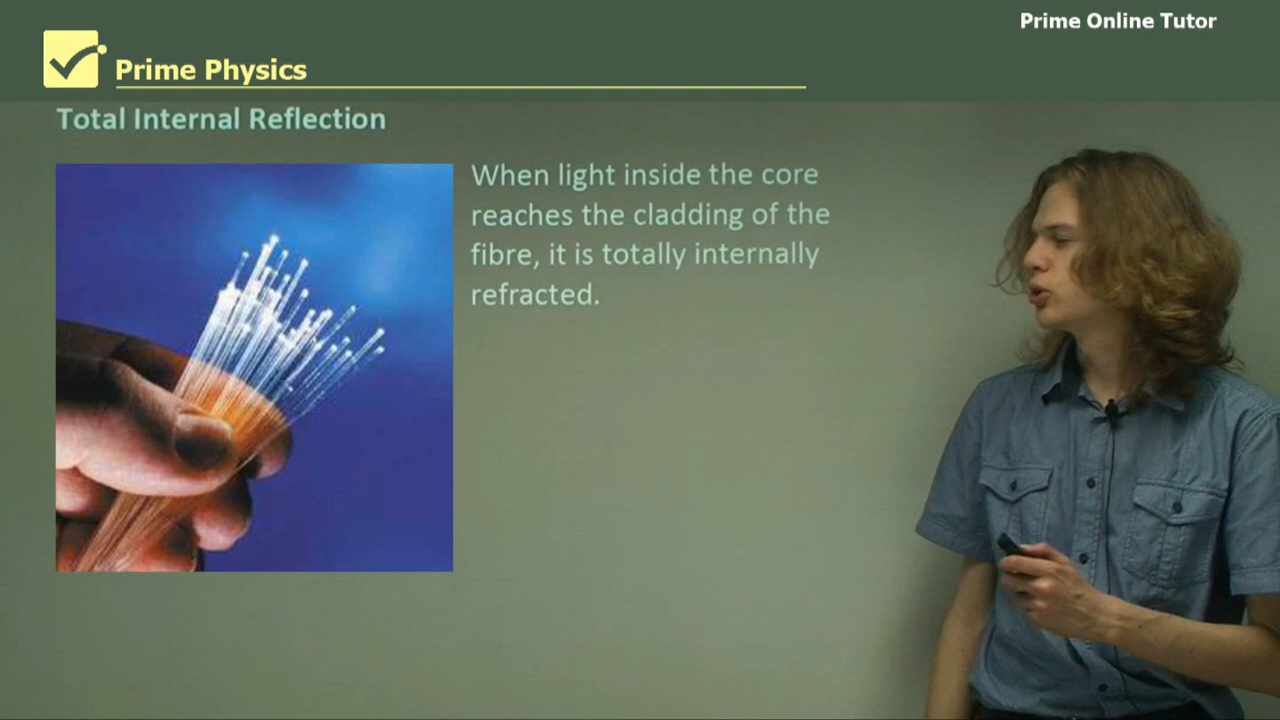 Prime Online Tutor
Prime Physics
Total Internal Reflection
When light inside the core
reaches the cladding of the
fibre, it is totally internally
refracted.